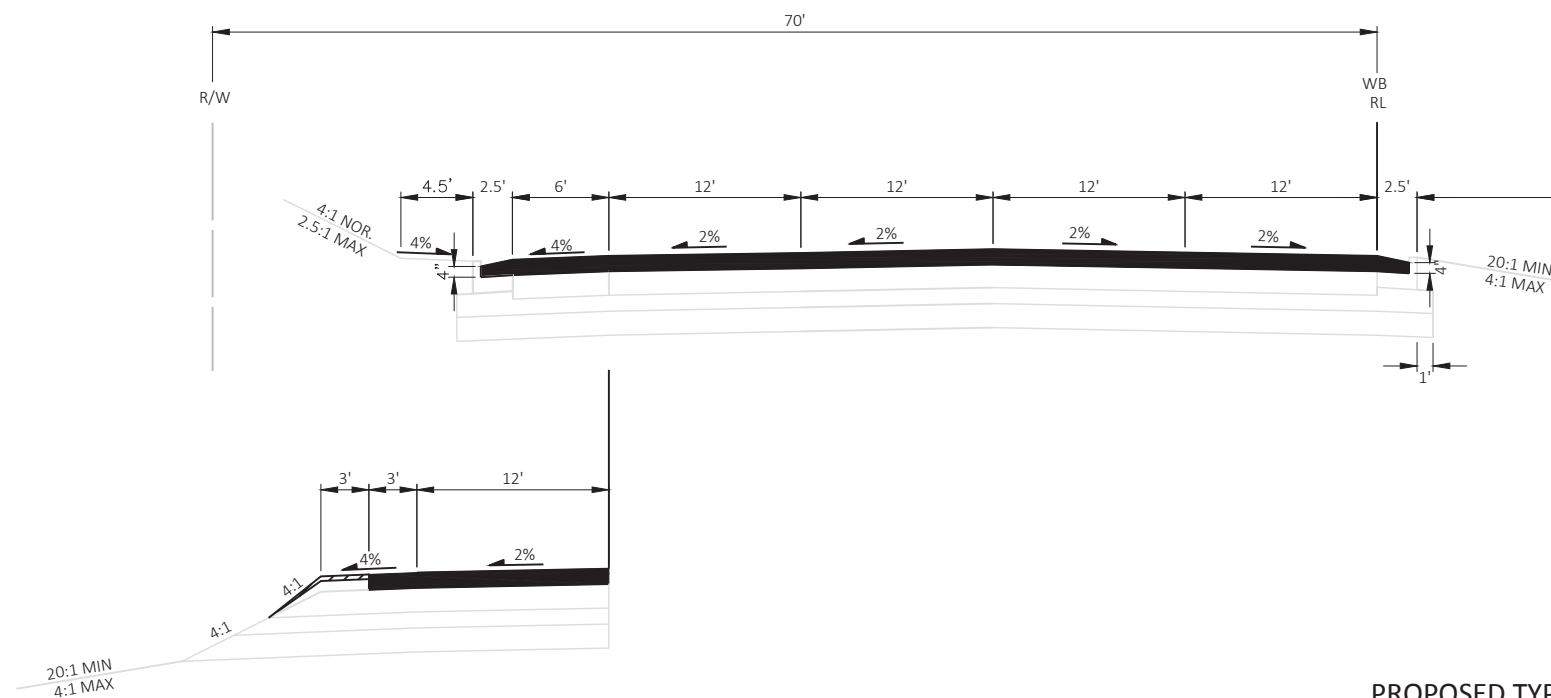 70'
R/W
WB
RL
4.5’ 2.5' 6' 12' 12' 12' 12' 2.5'
4:1 NOR.
2.5:1 MAX
4% 4% 2% 2% 2% 2%
4” 4"
20:1 MIN
4:1 MAX
1'
3' 3' 12'
4% 2%
4:1
4:1
20:1 MIN
4:1 MAX